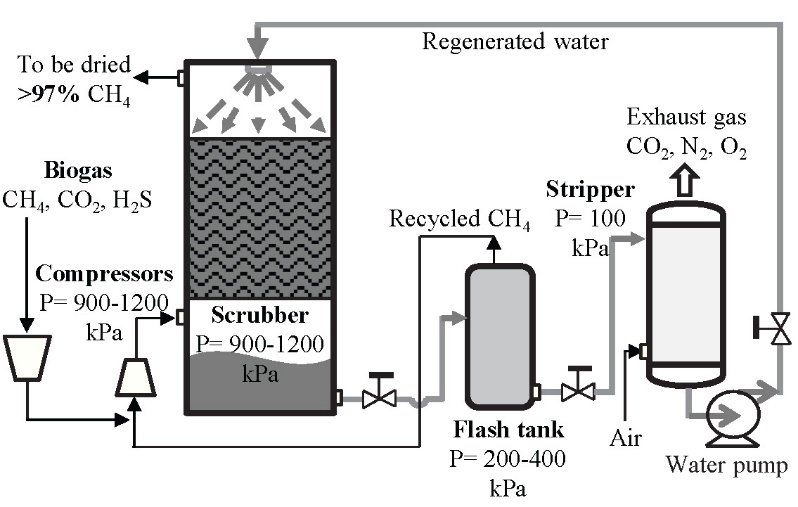 Regenerated water
To be dried
>97% CH₄
Exhaust gas
CO₂, N₂, O₂
Biogas
CH₄, CO₂, H₂S
Stripper
P= 100
kPa
Recycled CH₄
Compressors
P= 900-1200
kPa
Scrubber
P= 900-1200
kPa
Flash tank
P= 200-400
kPa
Air
Water pump